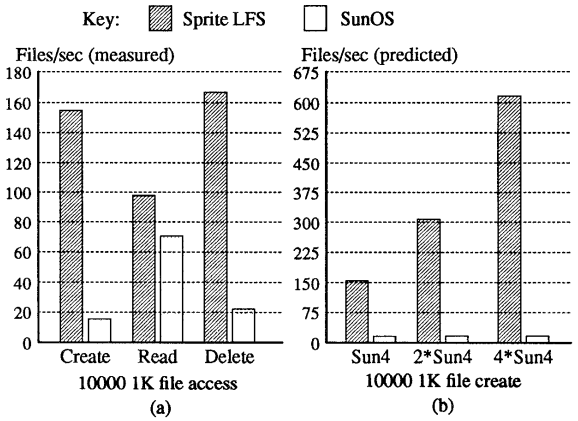 Key: Sprite LFS SunOS
Files/sec (measured)
180
160
140
120
100
80
60
40
20
0
Create Read Delete
10000 1K file access
(a)
Files/sec (predicted)
675
600
525
450
375
300
225
150
75
0
Sun4 2*Sun4 4*Sun4
10000 1K file create
(b)